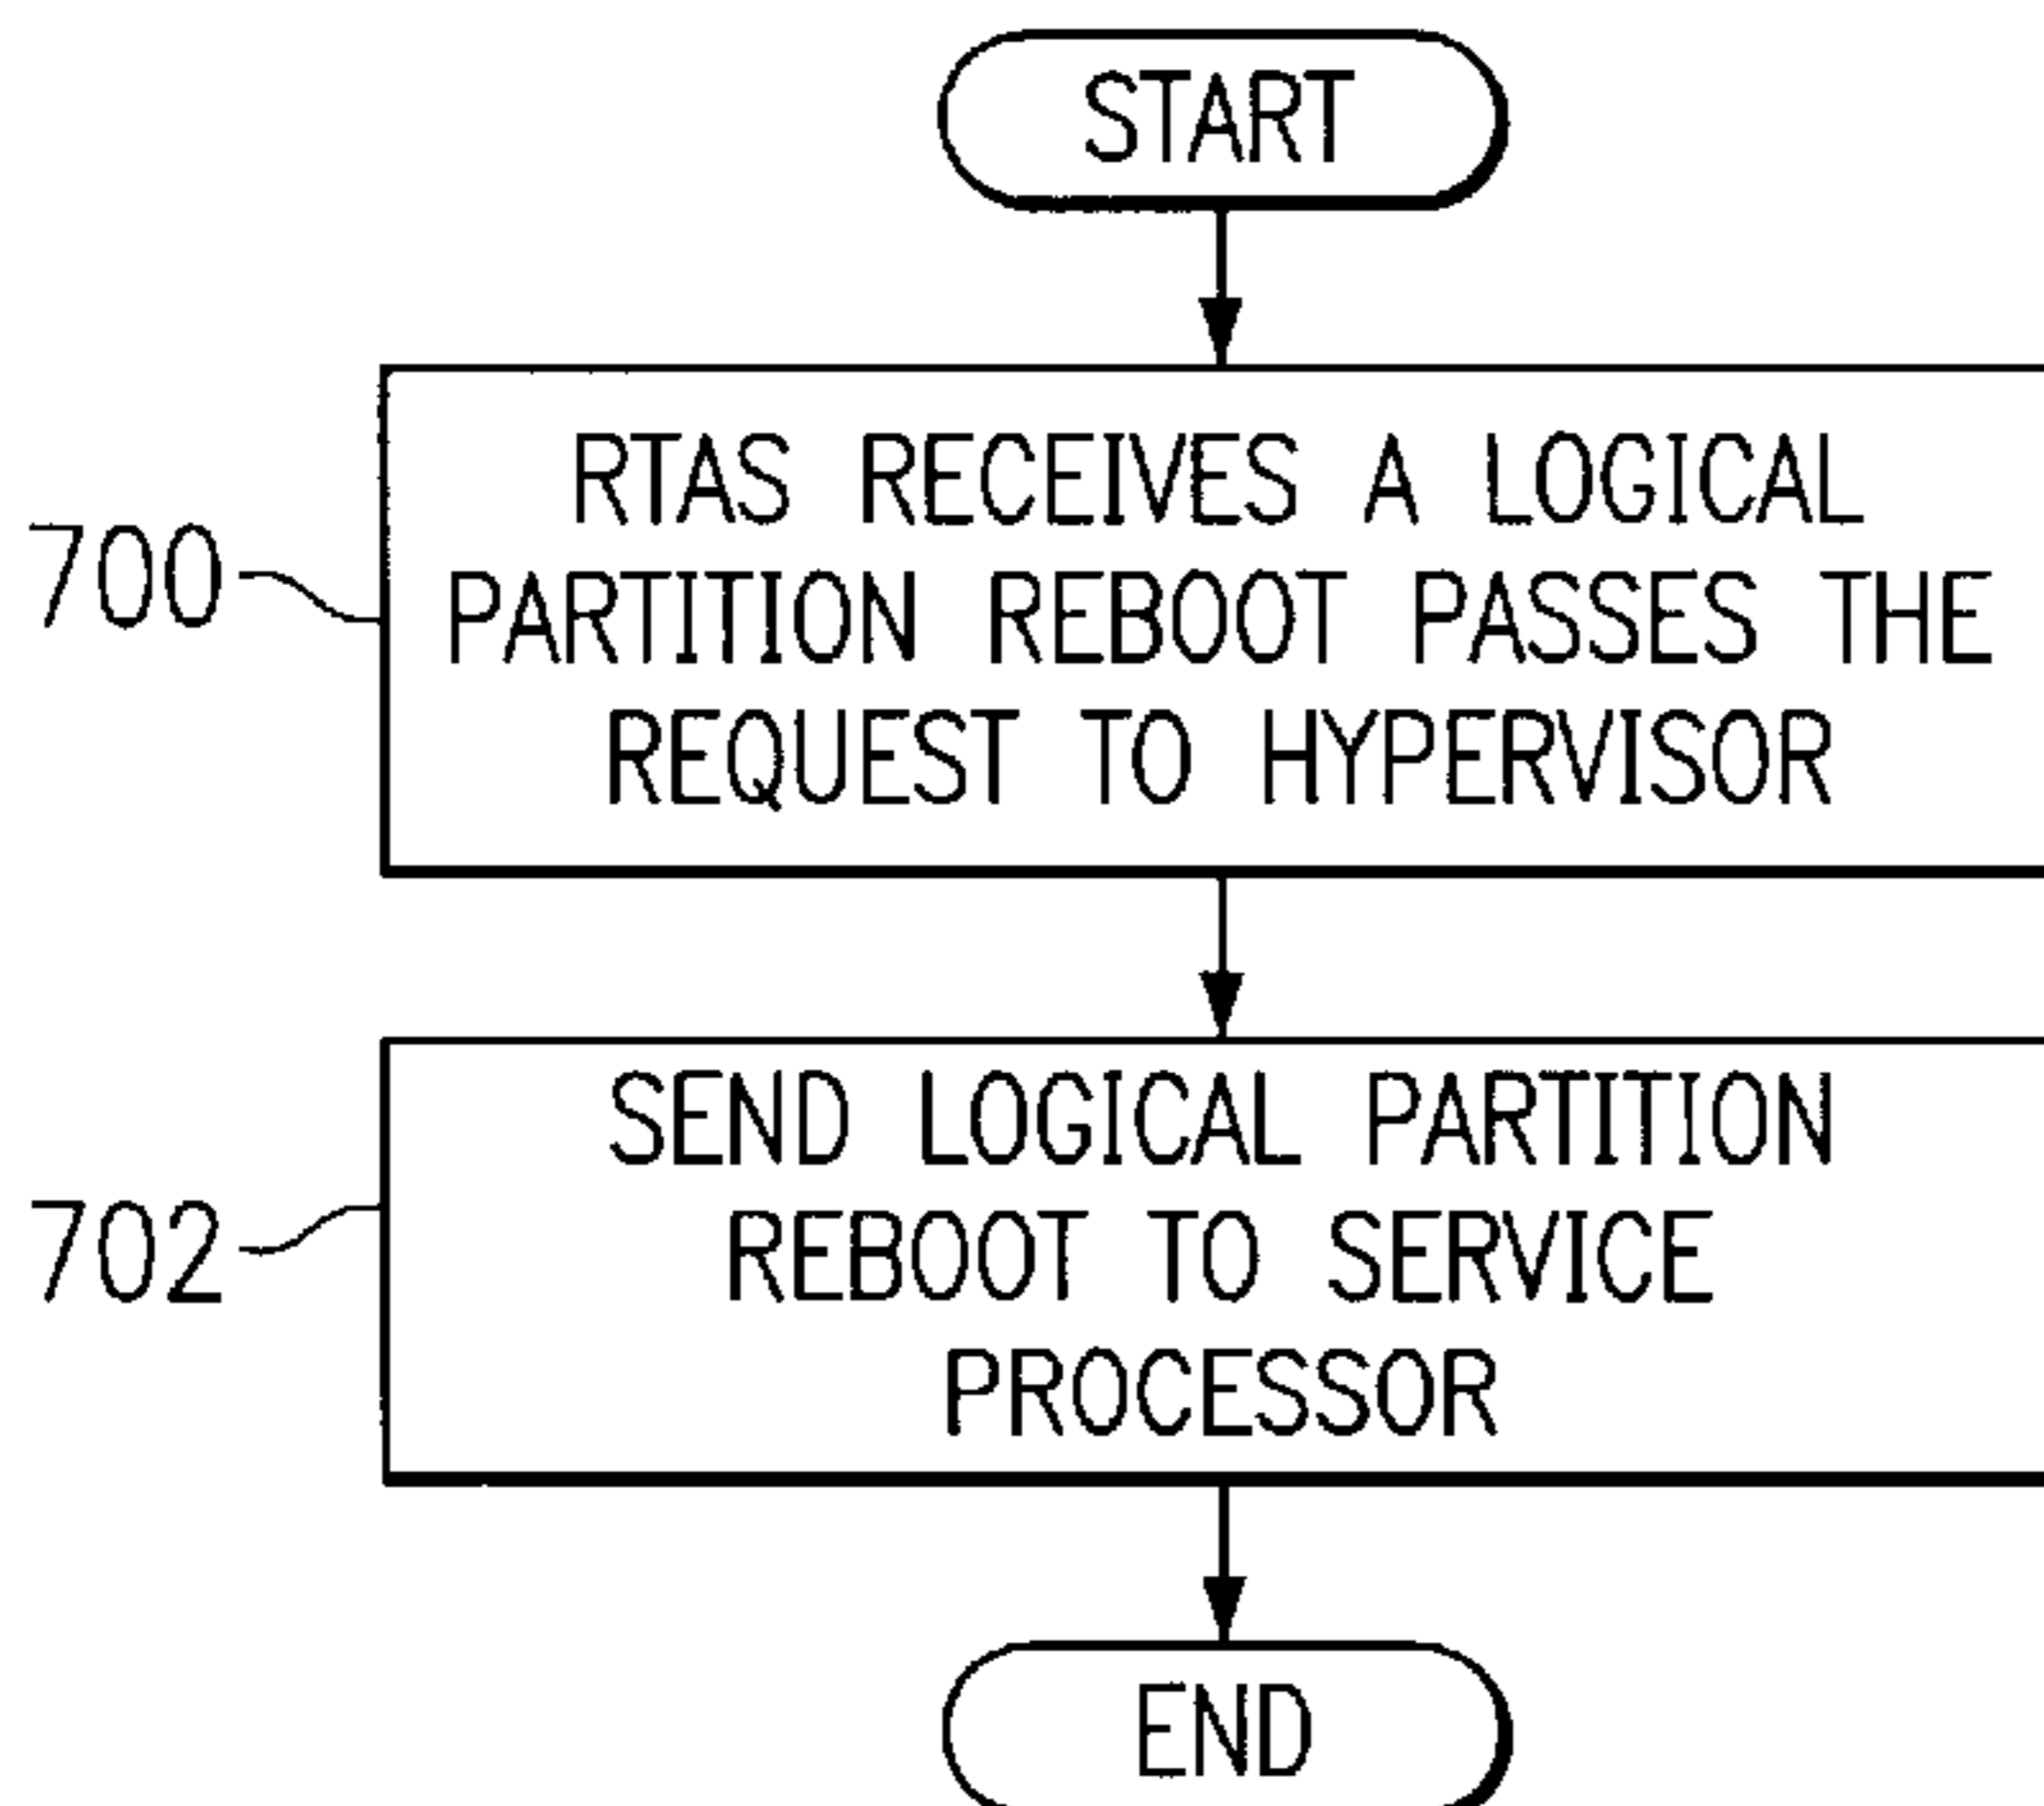 START
RTAS RECEIVES A LOGICAL
PARTITION REBOOT PASSES THE
REQUEST TO HYPERVISOR
700
SEND LOGICAL PARTITION
REBOOT TO SERVICE
PROCESSOR
702
END